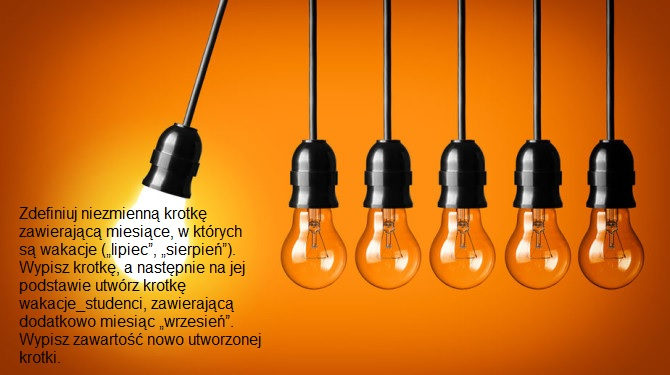 Zdefiniuj niezmienną krotkę
zawierającą miesiące, w których
są wakacje („lipiec”, „sierpień”).
Wypisz krotkę, a następnie na jej
podstawie utwórz krotkę
wakacje_studenci, zawierającą
dodatkowo miesiąc „wrzesień”.
Wypisz zawartość nowo utworzonej
krotki.